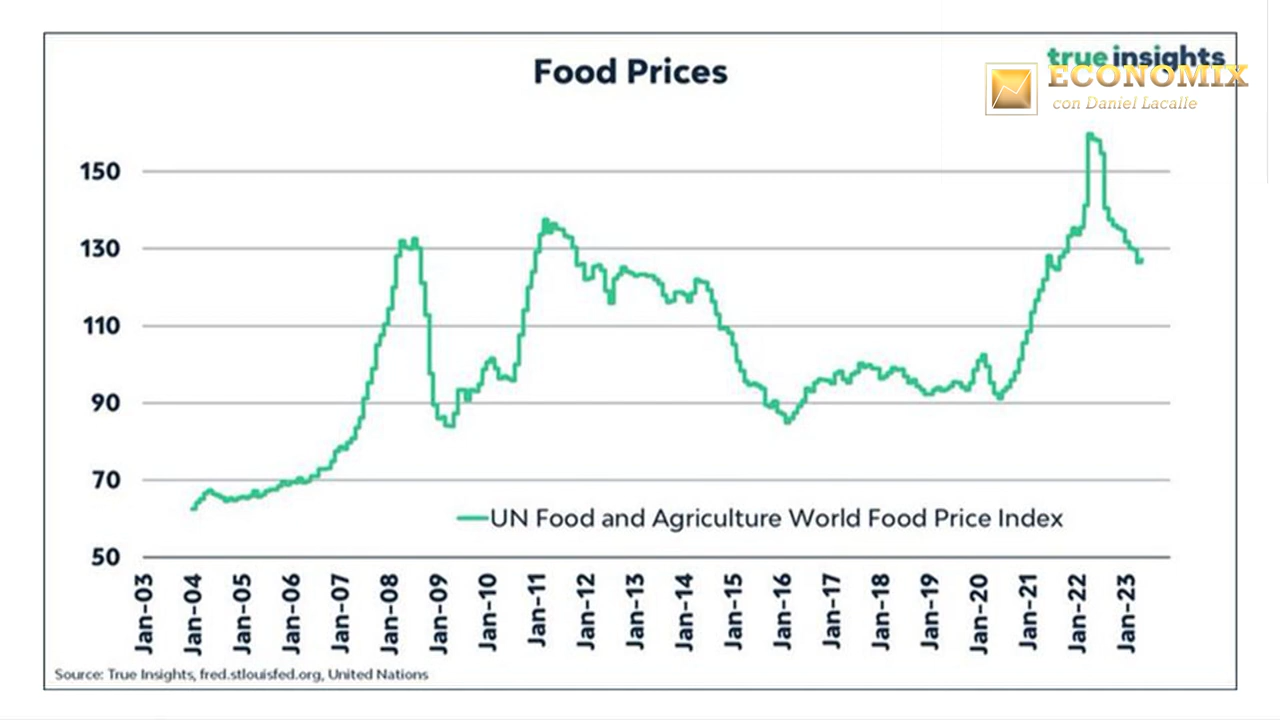 Food Prices
true insights
ECONOMIX
con Daniel Lacalle
150
130
110
90
70
50
UN Food and Agriculture World Food Price Index
Jan-03
Jan-04
Jan-05
Jan-06
Jan-07
Jan-08
Jan-09
Jan-10
Jan-11
Jan-12
Jan-13
Jan-14
Jan-15
Jan-16
Jan-17
Jan-18
Jan-19
Jan-20
Jan-21
Jan-22
Jan-23
Source: True Insights, fred.stlouisfed.org, United Nations